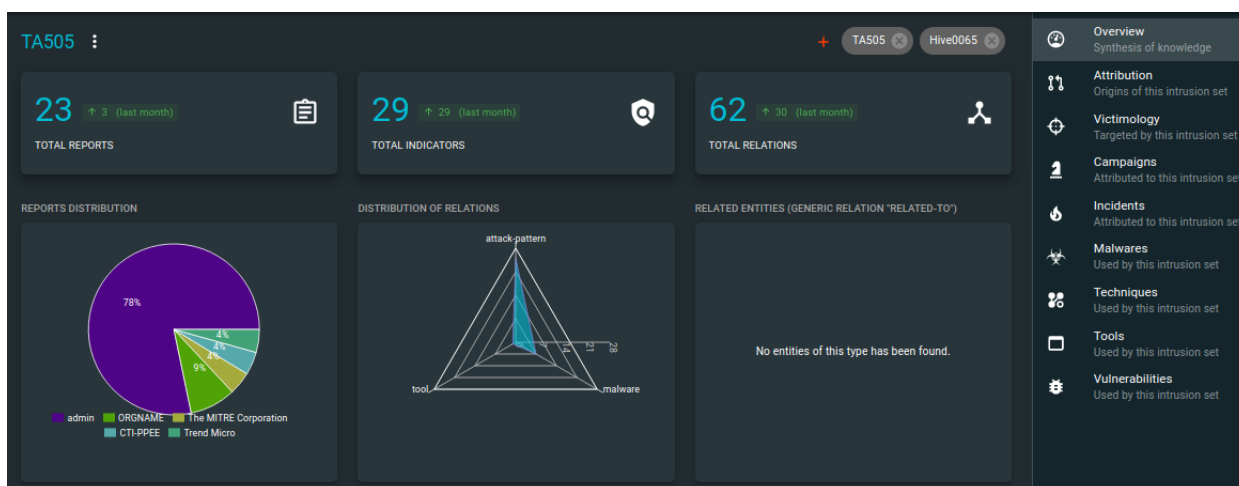 TA505
+ TA505 Hive0065
23 ↑ 3 (last month)
TOTAL REPORTS
29 ↑ 29 (last month)
TOTAL INDICATORS
62 ↑ 30 (last month)
TOTAL RELATIONS
REPORTS DISTRIBUTION
78%
4%
4%
4%
9%
admin ORGNAME The MITRE Corporation
CTI-PPEE Trend Micro
DISTRIBUTION OF RELATIONS
attack-pattern
7 14 21 28
tool malware
RELATED ENTITIES (GENERIC RELATION "RELATED-TO")
No entities of this type has been found.
Overview
Synthesis of knowledge
Attribution
Origins of this intrusion set
Victimology
Targeted by this intrusion set
Campaigns
Attributed to this intrusion se
Incidents
Attributed to this intrusion se
Malwares
Used by this intrusion set
Techniques
Used by this intrusion set
Tools
Used by this intrusion set
Vulnerabilities
Used by this intrusion set